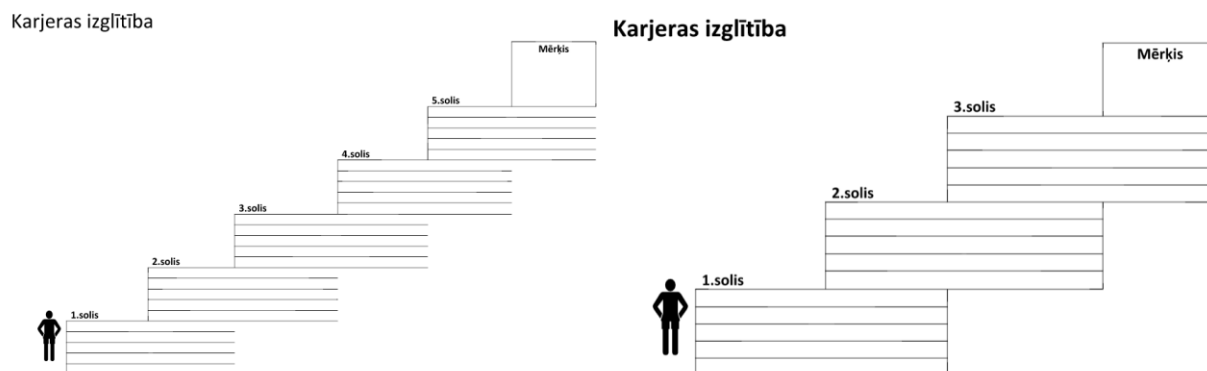 Karjeras izglītība
Mērķis
5.solis
4.solis
3.solis
2.solis
1.solis
Karjeras izglītība
Mērķis
3.solis
2.solis
1.solis